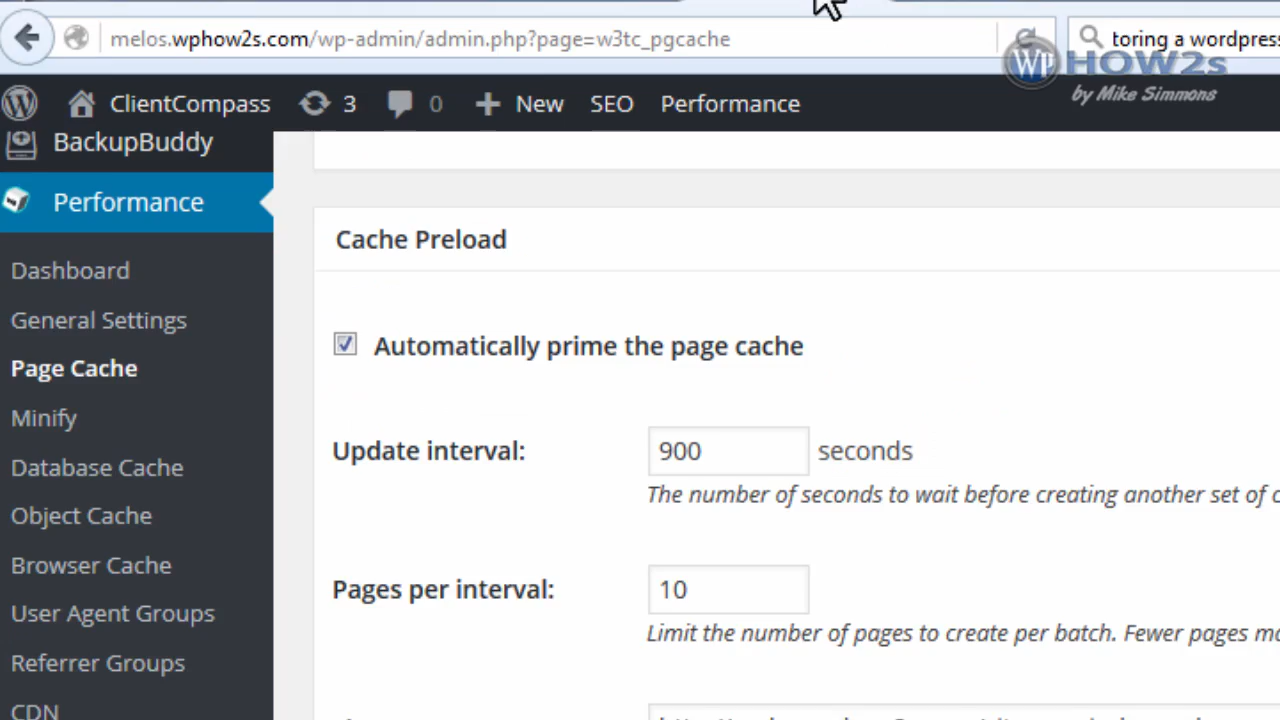 melos.wphow2s.com/wp-admin/admin.php?page=w3tc_pgcache
toring a wordpress
WP HOW2s
by Mike Simmons
ClientCompass 3 0 New SEO Performance
BackupBuddy
Performance
Dashboard
General Settings
Page Cache
Minify
Database Cache
Object Cache
Browser Cache
User Agent Groups
Referrer Groups
CDN
Cache Preload
Automatically prime the page cache
Update interval: 900 seconds
The number of seconds to wait before creating another set of
Pages per interval: 10
Limit the number of pages to create per batch. Fewer pages